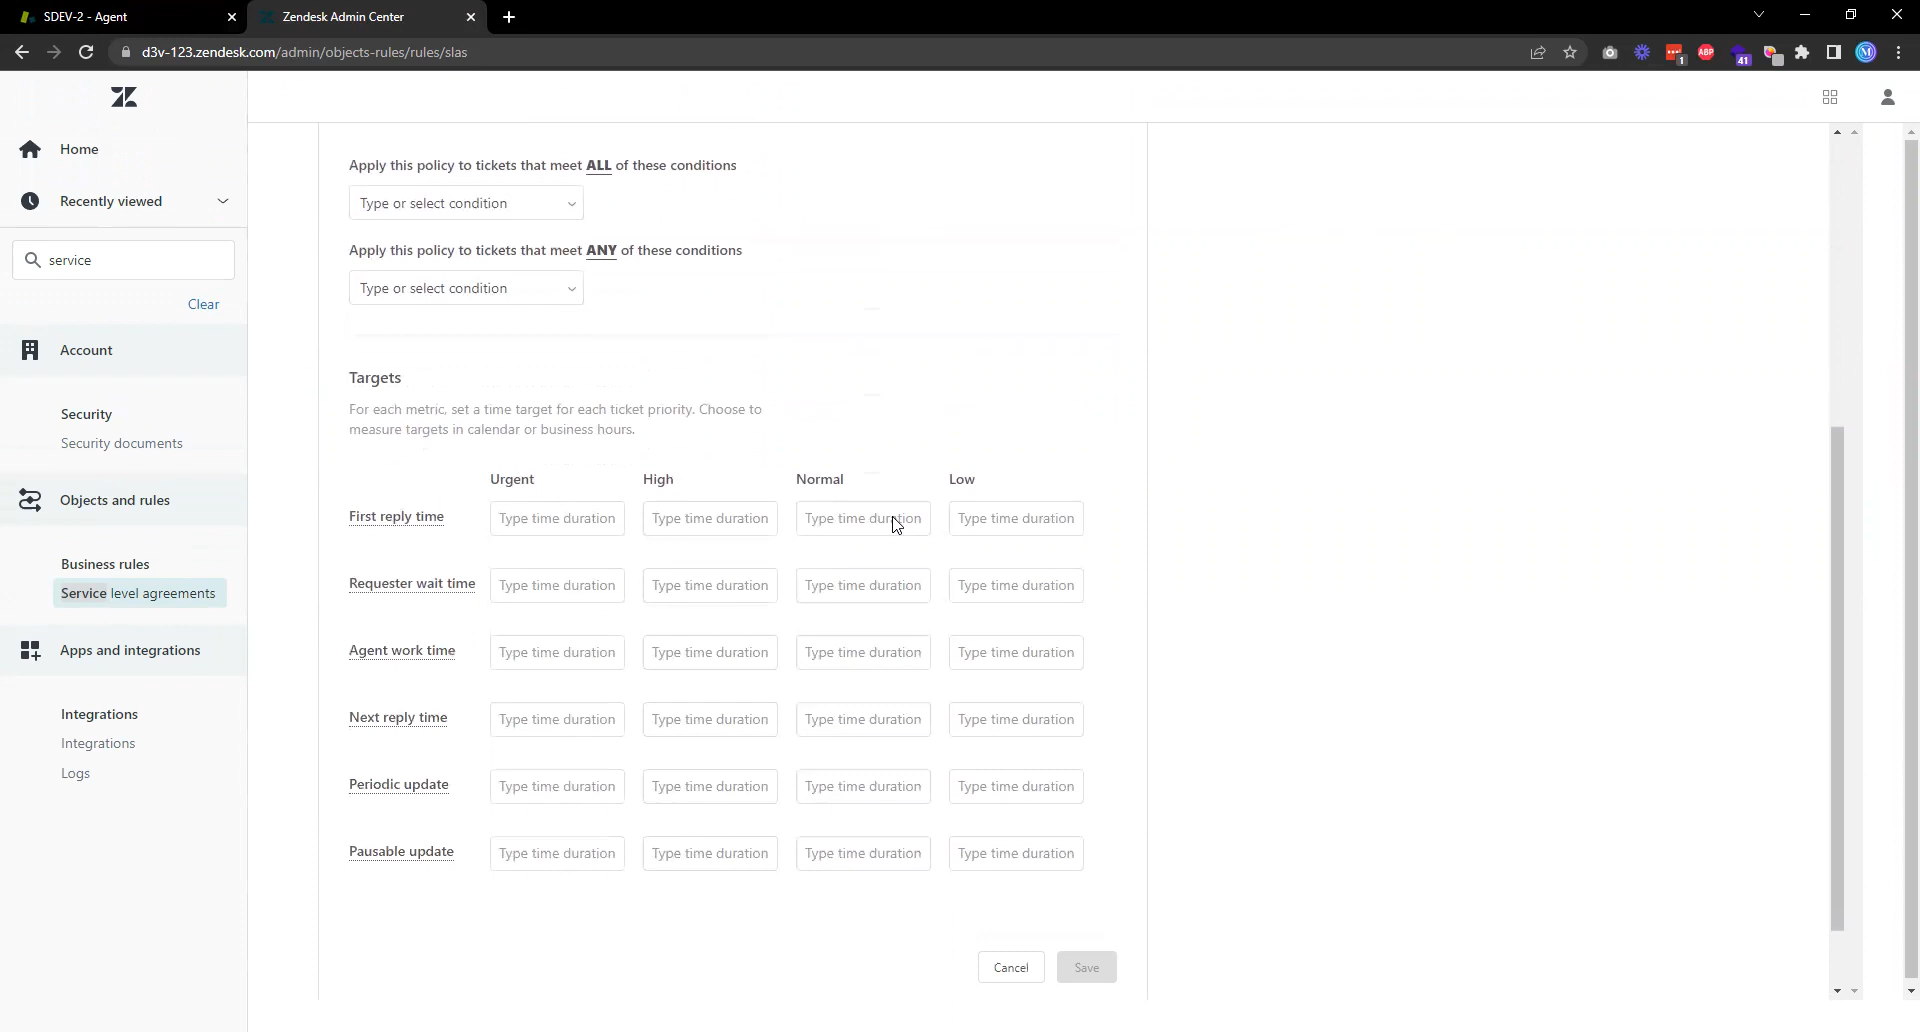 SDEV-2 - Agent
Zendesk Admin Center
d3v-123.zendesk.com/admin/objects-rules/rules/slas
1
ABP
41
Home
Recently viewed
service
Clear
Account
Security
Security documents
Objects and rules
Business rules
Service level agreements
Apps and integrations
Integrations
Integrations
Logs
Apply this policy to tickets that meet ALL of these conditions
Type or select condition
Apply this policy to tickets that meet ANY of these conditions
Type or select condition
Targets
For each metric, set a time target for each ticket priority. Choose to
measure targets in calendar or business hours.
Urgent High Normal Low
First reply time Type time duration Type time duration Type time duration Type time duration
Requester wait time Type time duration Type time duration Type time duration Type time duration
Agent work time Type time duration Type time duration Type time duration Type time duration
Next reply time Type time duration Type time duration Type time duration Type time duration
Periodic update Type time duration Type time duration Type time duration Type time duration
Pausable update Type time duration Type time duration Type time duration Type time duration
Cancel Save